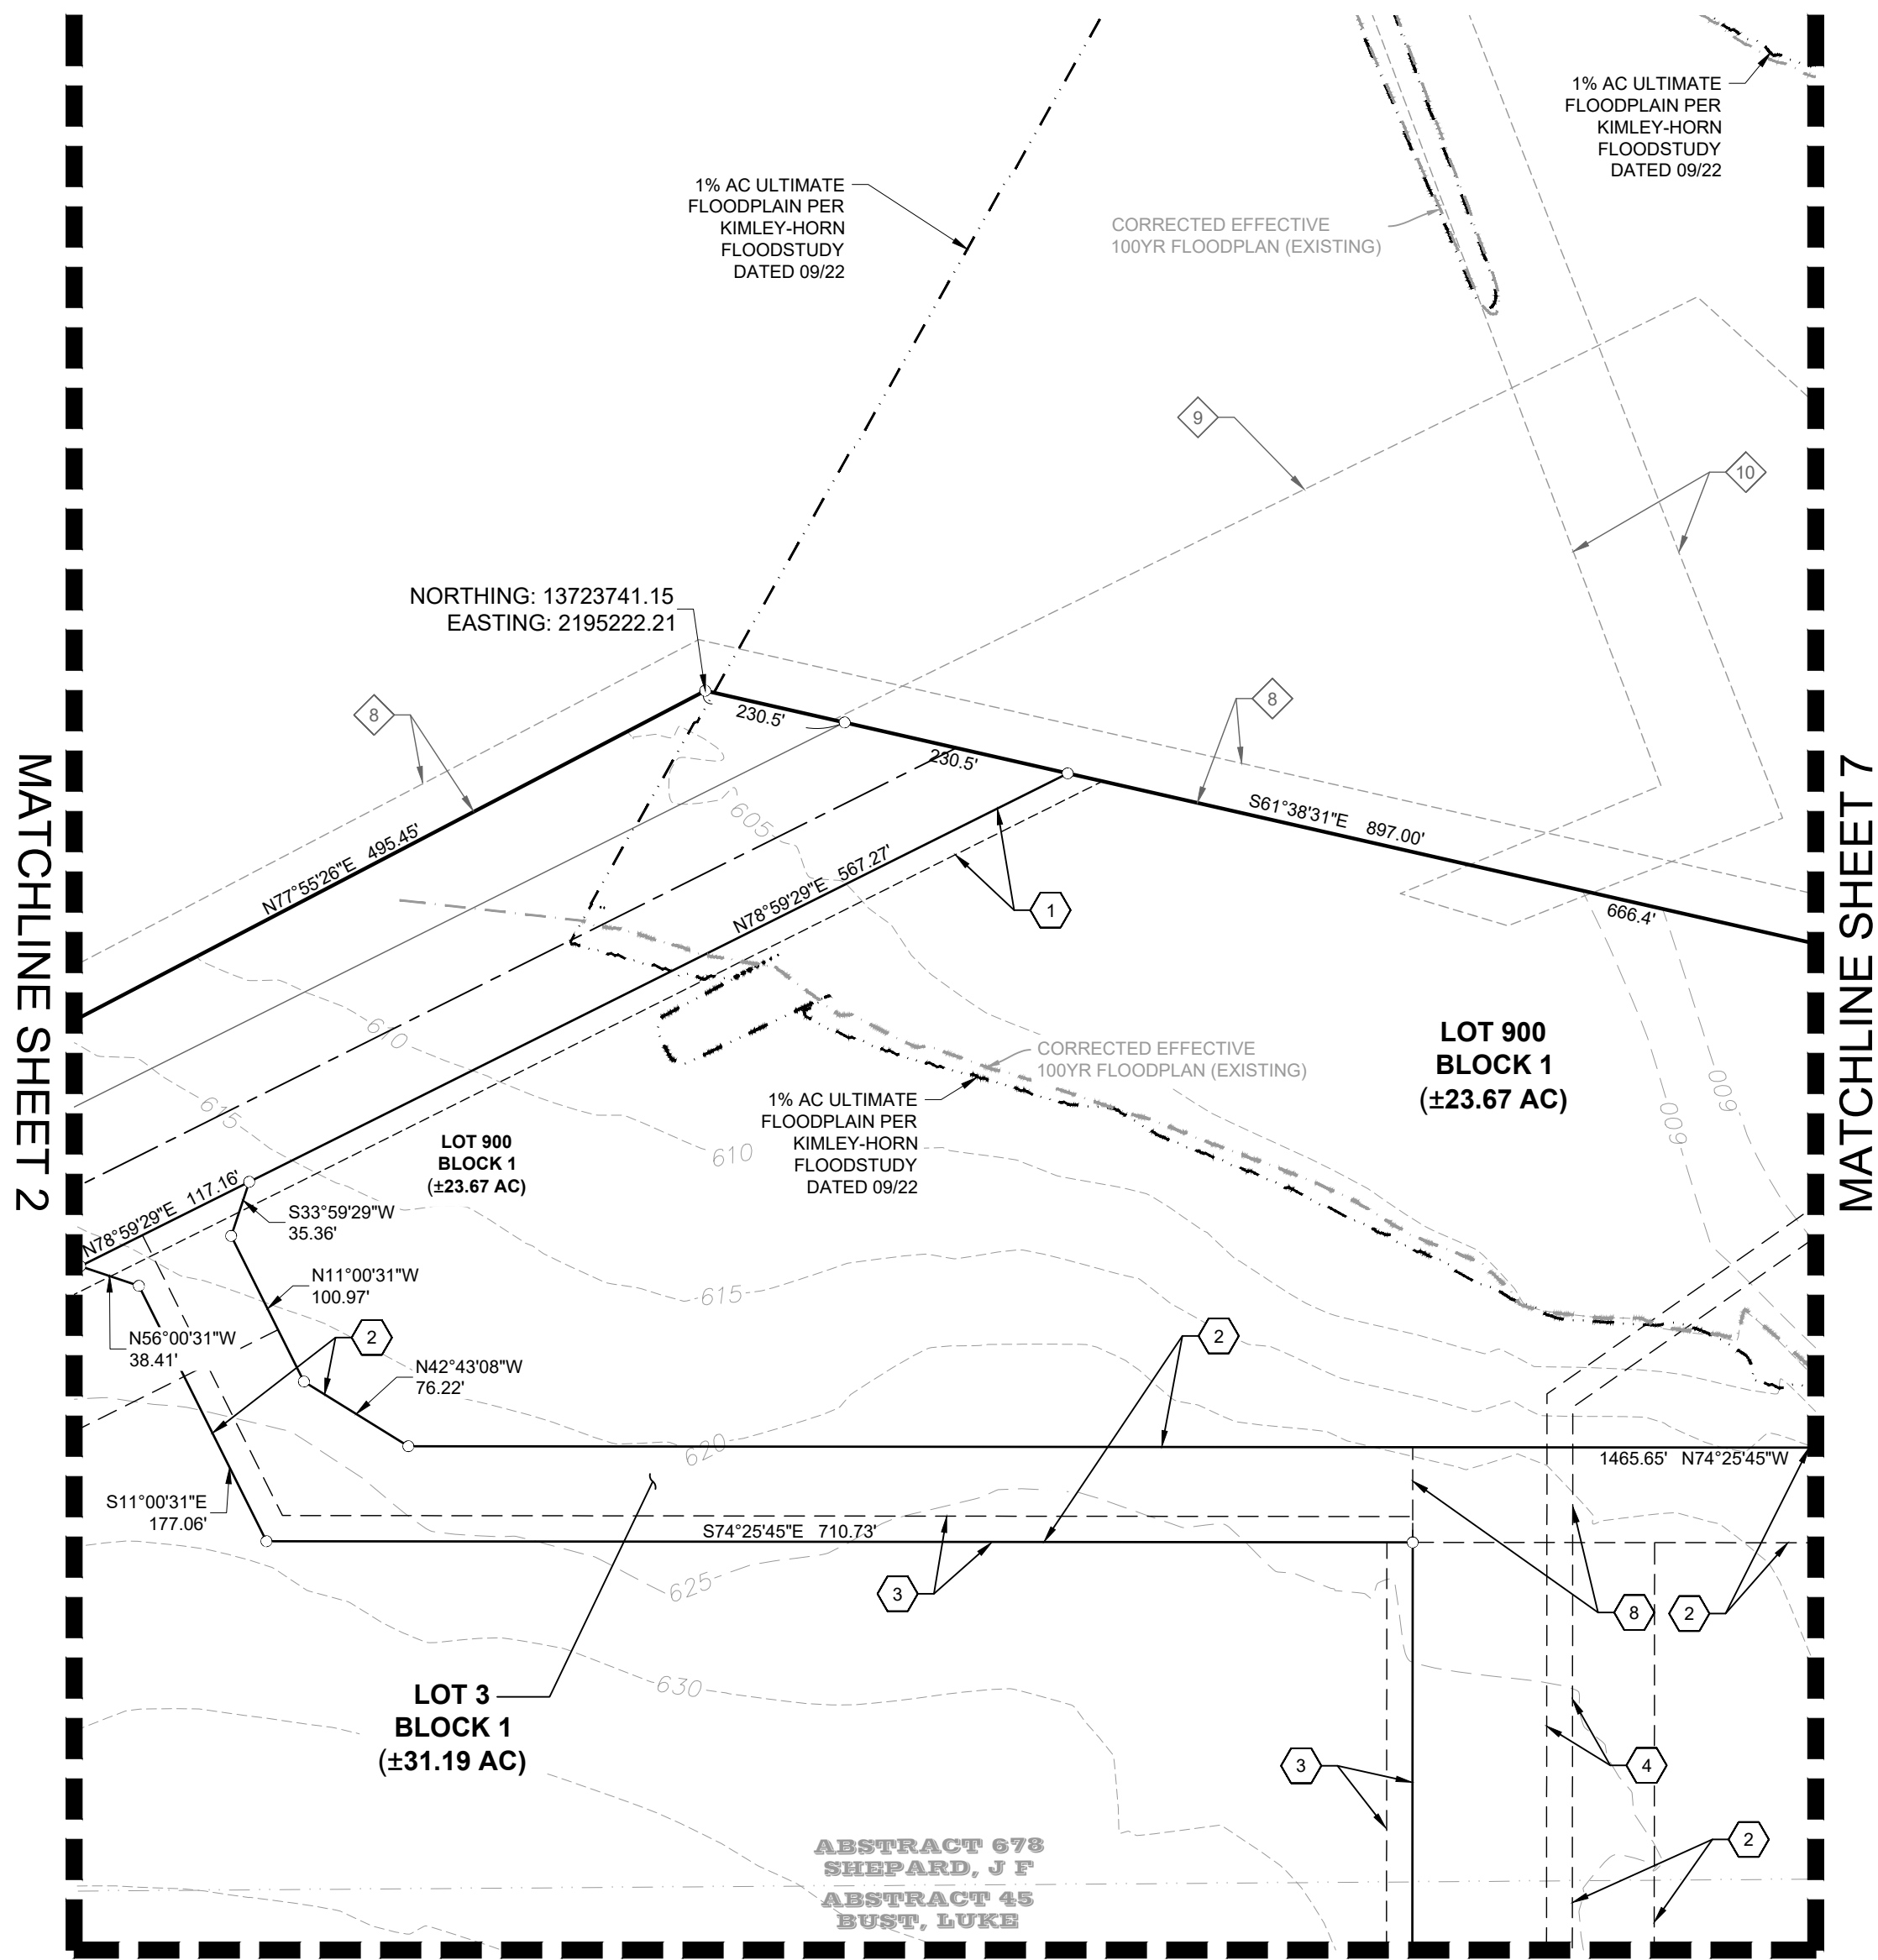 1% AC ULTIMATE
FLOODPLAIN PER
KIMLEY-HORN
FLOODSTUDY
DATED 09/22
1% AC ULTIMATE
FLOODPLAIN PER
KIMLEY-HORN
FLOODSTUDY
DATED 09/22
CORRECTED EFFECTIVE
100YR FLOODPLAN (EXISTING)
9
10
NORTHING: 13723741.15
EASTING: 2195222.21
8
8
230.5'
230.5'
S61°38'31"E 897.00'
666.4'
N77°55'26"E 495.45'
N78°59'29"E 567.27'
1
605
MATCHLINE SHEET 2
MATCHLINE SHEET 7
610
615
LOT 900
BLOCK 1
(±23.67 AC)
CORRECTED EFFECTIVE
100YR FLOODPLAN (EXISTING)
1% AC ULTIMATE
FLOODPLAIN PER
KIMLEY-HORN
FLOODSTUDY
DATED 09/22
600
600
LOT 900
BLOCK 1
(±23.67 AC)
610
N78°59'29"E 117.16'
S33°59'29"W
35.36'
N11°00'31"W
100.97'
615
N56°00'31"W
38.41'
2
2
N42°43'08"W
76.22'
620
1465.65' N74°25'45"W
S11°00'31"E
177.06'
S74°25'45"E 710.73'
625
3
8
2
630
LOT 3
BLOCK 1
(±31.19 AC)
3
4
2
ABSTRACT 678
SHEPARD, J F
ABSTRACT 45
BUST, LUKE